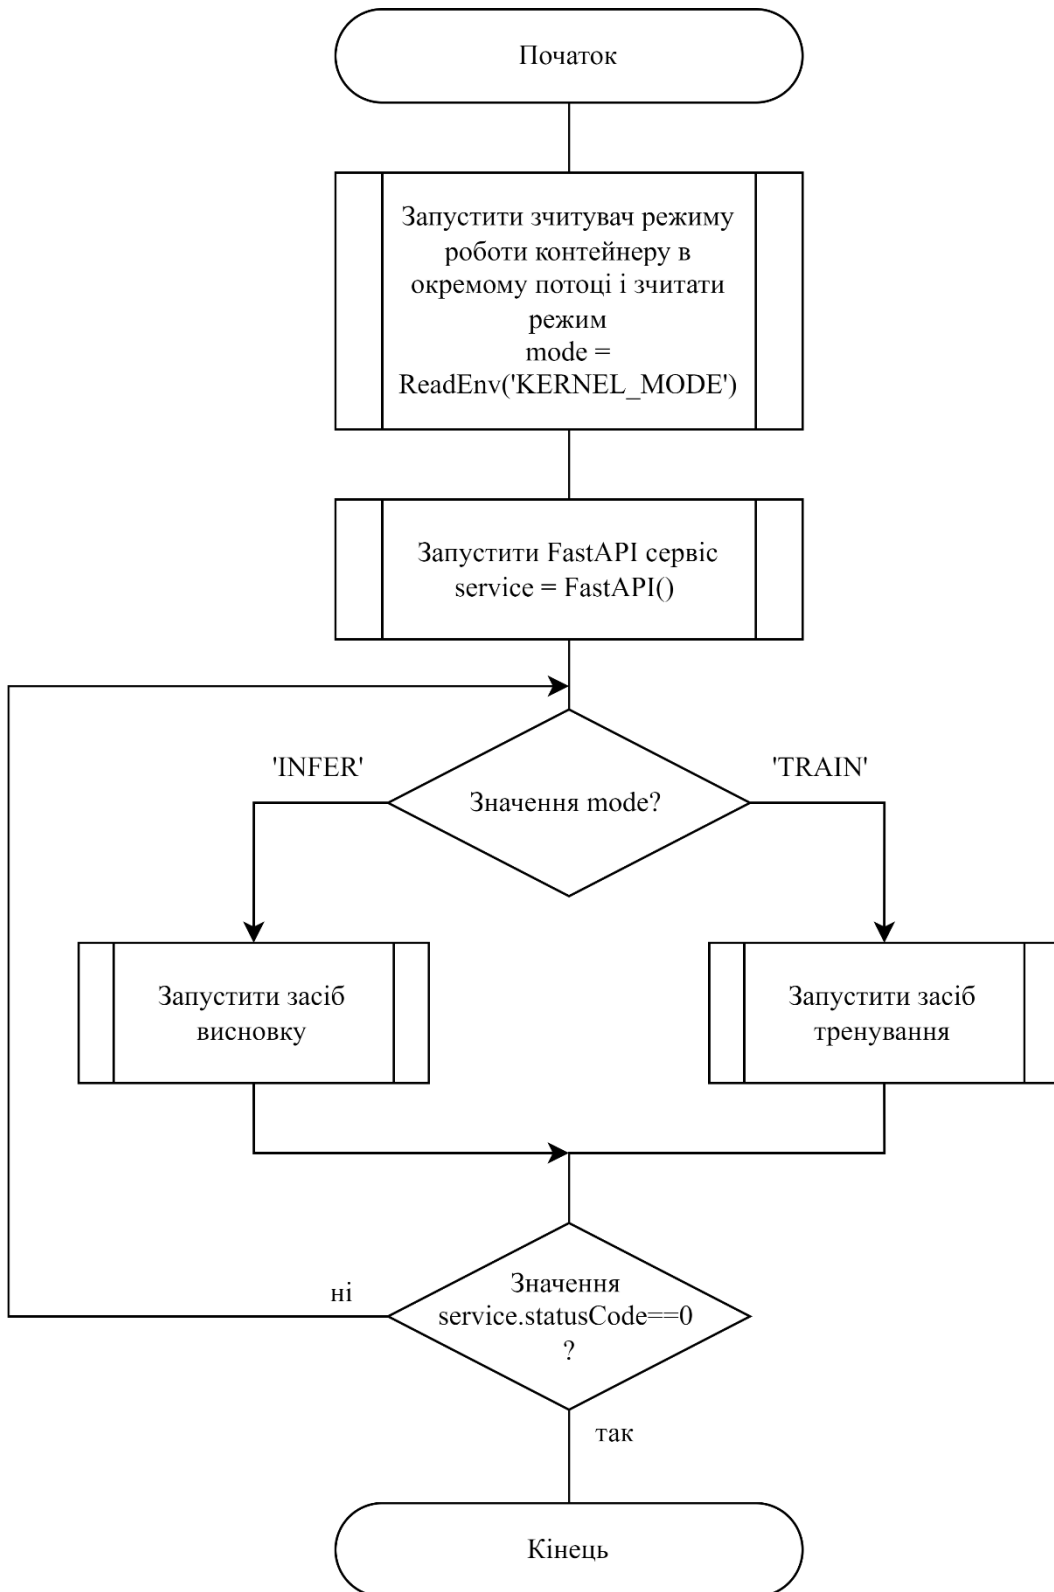 Початок
Запустити зчитувач режиму
роботи контейнеру в
окремому потоці і зчитати
режим
mode =
ReadEnv('KERNEL_MODE')
Запустити FastAPI сервіс
service = FastAPI()
'INFER'
'TRAIN'
Значення mode?
Запустити засіб
висновку
Запустити засіб
тренування
Значення
service.statusCode==0
?
ні
так
Кінець